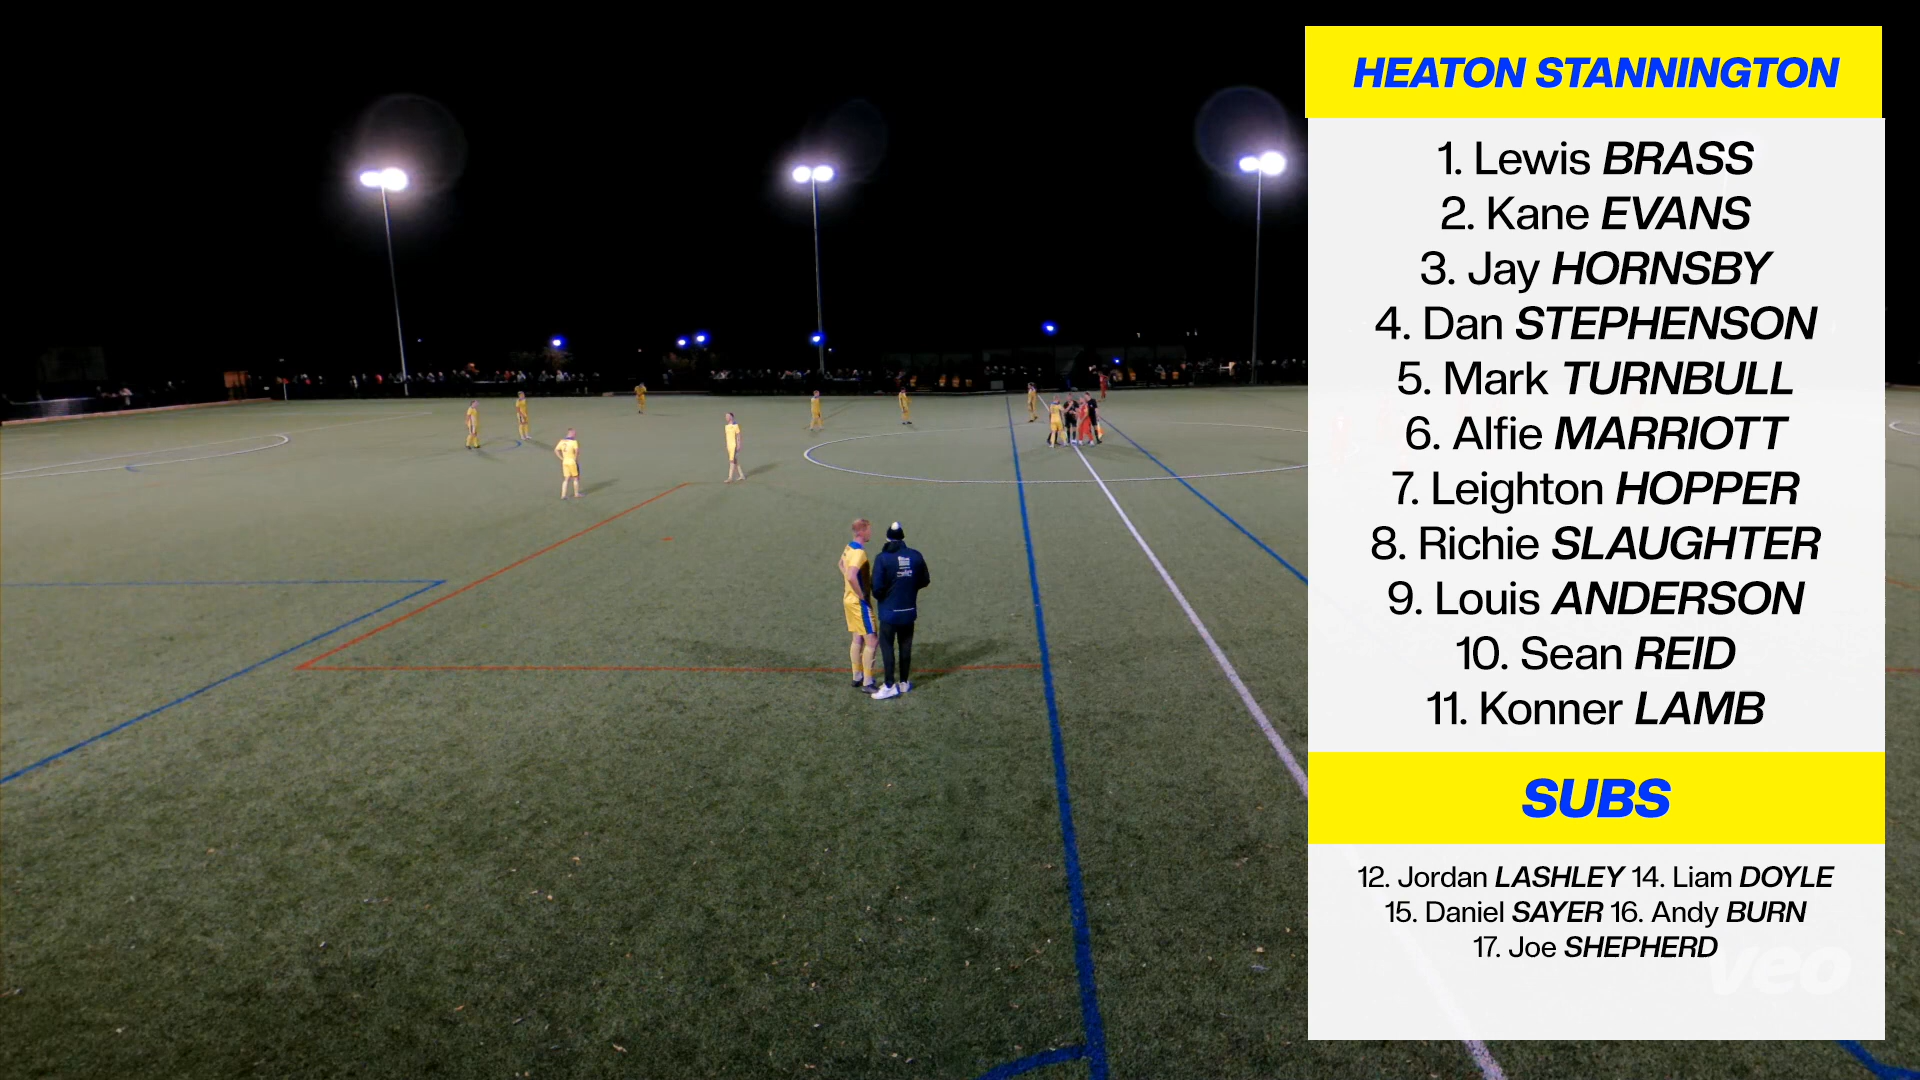 HEATON STANNINGTON
1. Lewis BRASS
2. Kane EVANS
3. Jay HORNSBY
4. Dan STEPHENSON
5. Mark TURNBULL
6. Alfie MARRIOTT
7. Leighton HOPPER
8. Richie SLAUGHTER
9. Louis ANDERSON
10. Sean REID
11. Konner LAMB
SUBS
12. Jordan LASHLEY 14. Liam DOYLE
15. Daniel SAYER 16. Andy BURN
17. Joe SHEPHERD
veo